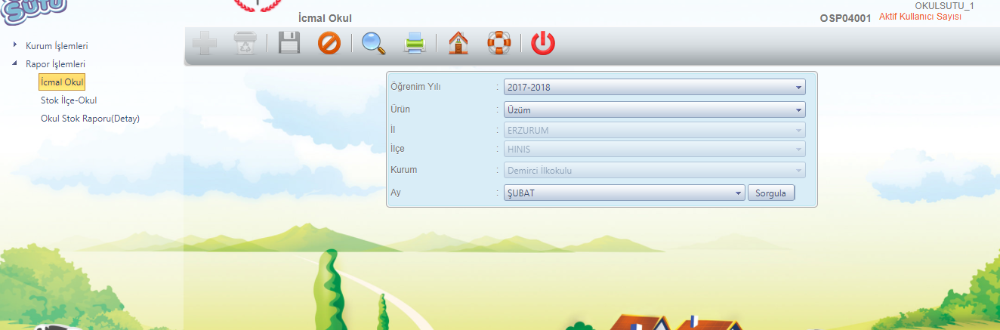 SÜTÜ
OKULSUTU_1
İcmal Okul
OSP04001 Aktif Kullanıcı Sayısı
Kurum İşlemleri
Rapor İşlemleri
İcmal Okul
Stok İlçe-Okul
Okul Stok Raporu(Detay)
Öğrenim Yılı : 2017-2018
Ürün : Üzüm
İl : ERZURUM
İlçe : HINIS
Kurum : Demirci İlkokulu
Ay : ŞUBAT Sorgula